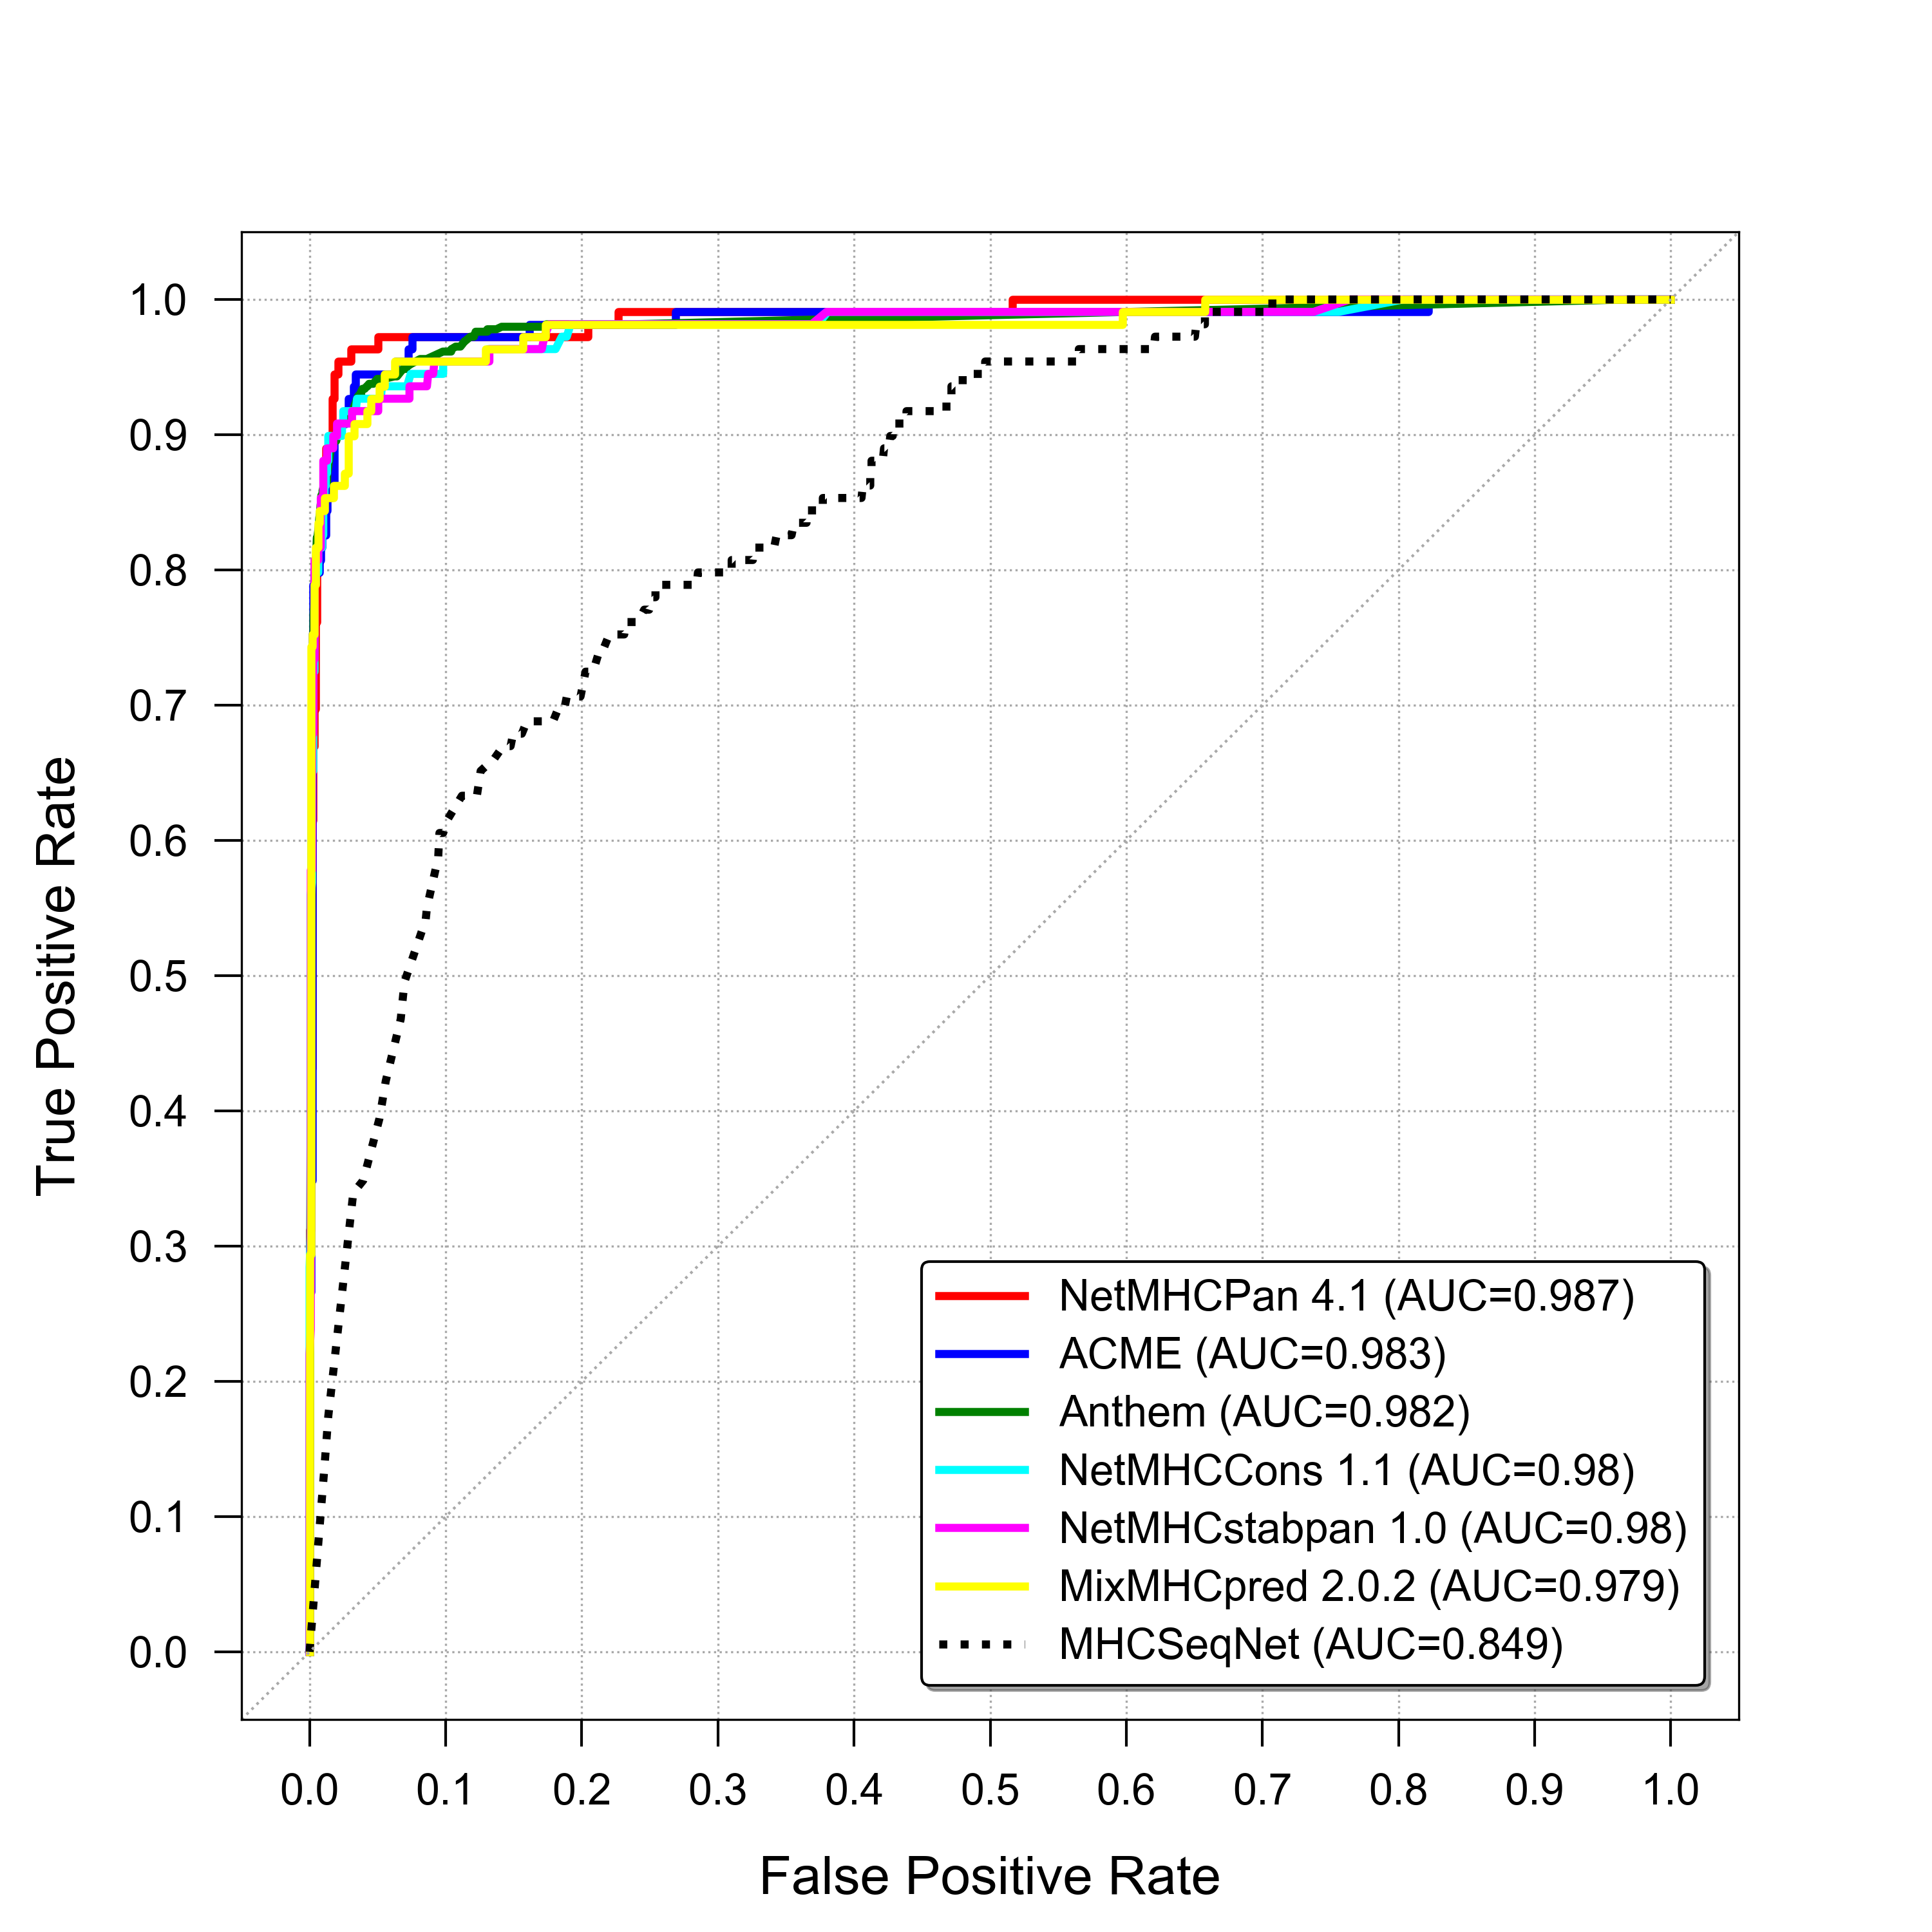 1.0
0.9
0.8
0.7
0.6
0.5
0.4
0.3
0.2
0.1
0.0
True Positive Rate
NetMHCPan 4.1 (AUC=0.987)
ACME (AUC=0.983)
Anthem (AUC=0.982)
NetMHCCons 1.1 (AUC=0.98)
NetMHCstabpan 1.0 (AUC=0.98)
MixMHCpred 2.0.2 (AUC=0.979)
MHCSeqNet (AUC=0.849)
0.0 0.1 0.2 0.3 0.4 0.5 0.6 0.7 0.8 0.9 1.0
False Positive Rate